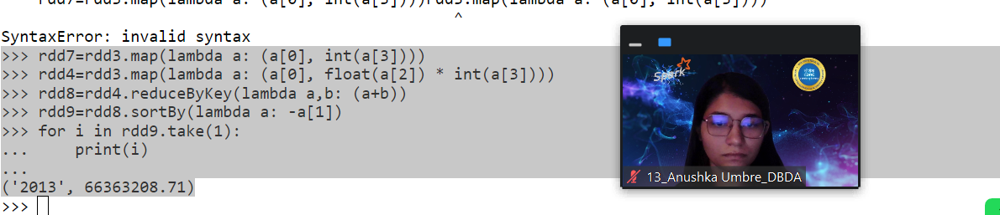 rdd7=rdd3.map(lambda a: (a[0], int(a[3])))rdd3.map(lambda a: (a[0], int(a[3])))
^
SyntaxError: invalid syntax
>>> rdd7=rdd3.map(lambda a: (a[0], int(a[3])))
>>> rdd4=rdd3.map(lambda a: (a[0], float(a[2]) * int(a[3])))
>>> rdd8=rdd4.reduceByKey(lambda a,b: (a+b))
>>> rdd9=rdd8.sortBy(lambda a: -a[1])
>>> for i in rdd9.take(1):
...     print(i)
...
('2013', 66363208.71)
>>>
Spark
13_Anushka Umbre_DBDA